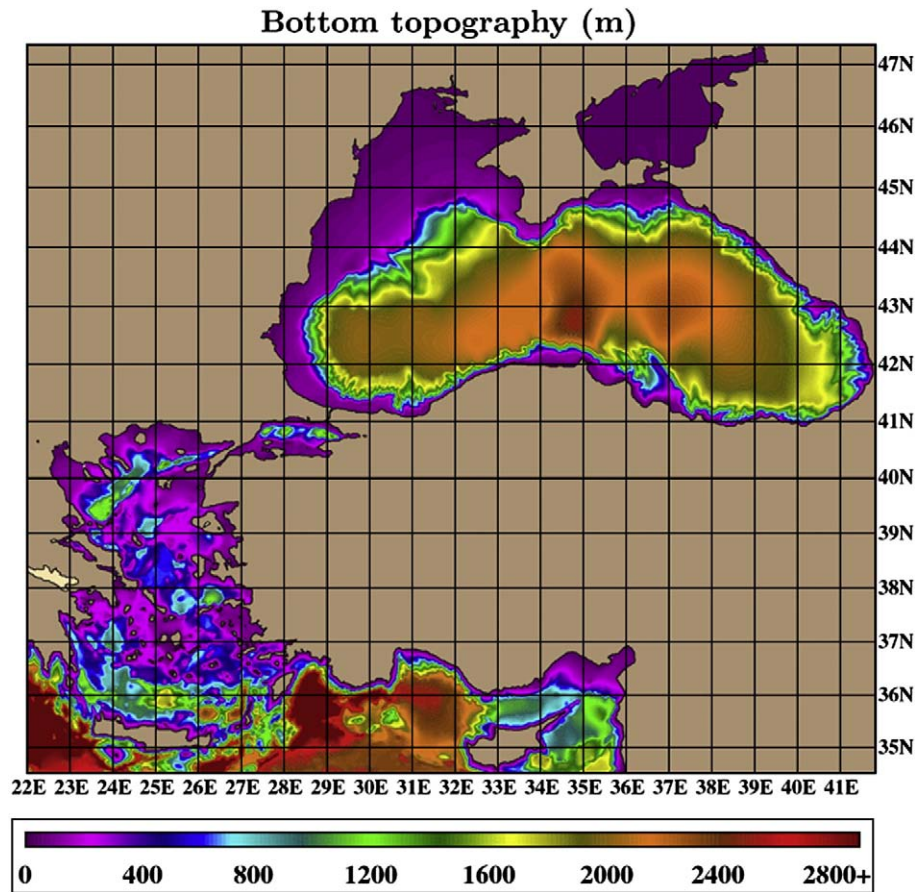 Bottom topography (m)
47N
46N
45N
44N
43N
42N
41N
40N
39N
38N
37N
36N
35N
22E 23E 24E 25E 26E 27E 28E 29E 30E 31E 32E 33E 34E 35E 36E 37E 38E 39E 40E 41E
0 400 800 1200 1600 2000 2400 2800+